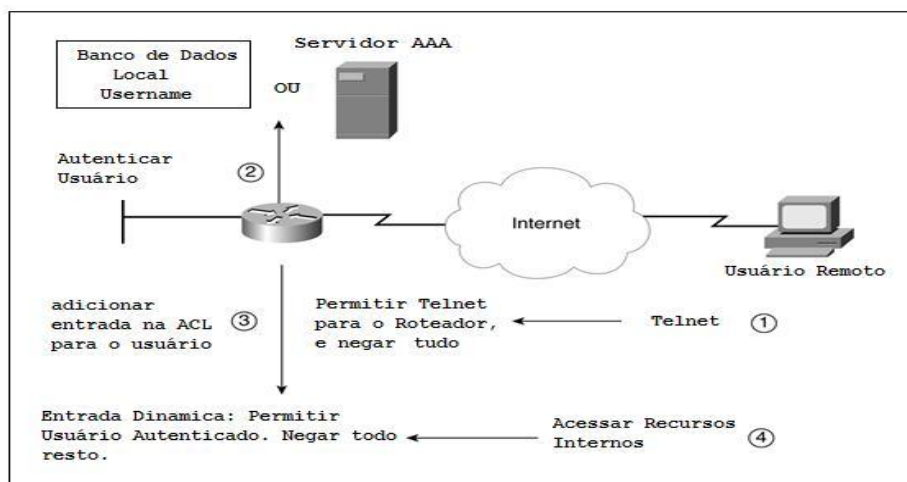 Servidor AAA
Banco de Dados
Local
Username
OU
Autenticar
Usuário
2
Internet
Usuário Remoto
adicionar
entrada na ACL
para o usuário
3
Permitir Telnet
para o Roteador,
e negar tudo
Telnet
1
Entrada Dinamica: Permitir
Usuário Autenticado. Negar todo
resto.
Acessar Recursos
Internos
4